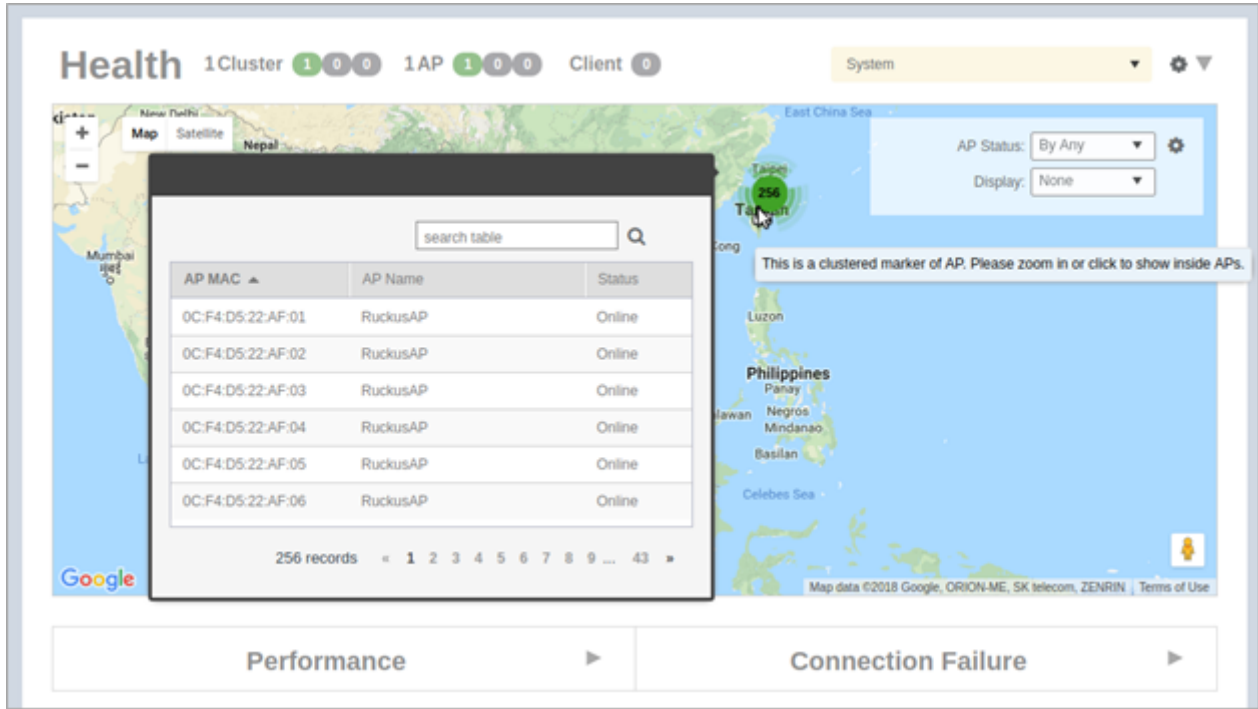 Health 1 Cluster 1 0 0 1 AP 1 0 0 Client 0 System
New Delhi
East China Sea
+ Map Satellite
Nepal
−
AP Status: By Any
Taipei
Display: None
256
search table
Mumbai
मुंबई
This is a clustered marker of AP. Please zoom in or click to show inside APs.
AP MAC AP Name Status
0C:F4:D5:22:AF:01 RuckusAP Online
0C:F4:D5:22:AF:02 RuckusAP Online
0C:F4:D5:22:AF:03 RuckusAP Online
0C:F4:D5:22:AF:04 RuckusAP Online
0C:F4:D5:22:AF:05 RuckusAP Online
0C:F4:D5:22:AF:06 RuckusAP Online
Luzon
Philippines
Panay
Negros
Mindanao
Basilan
Celebes Sea
256 records « 1 2 3 4 5 6 7 8 9 ... 43 »
Google
Map data ©2018 Google, ORION-ME, SK telecom, ZENRIN Terms of Use
Performance Connection Failure